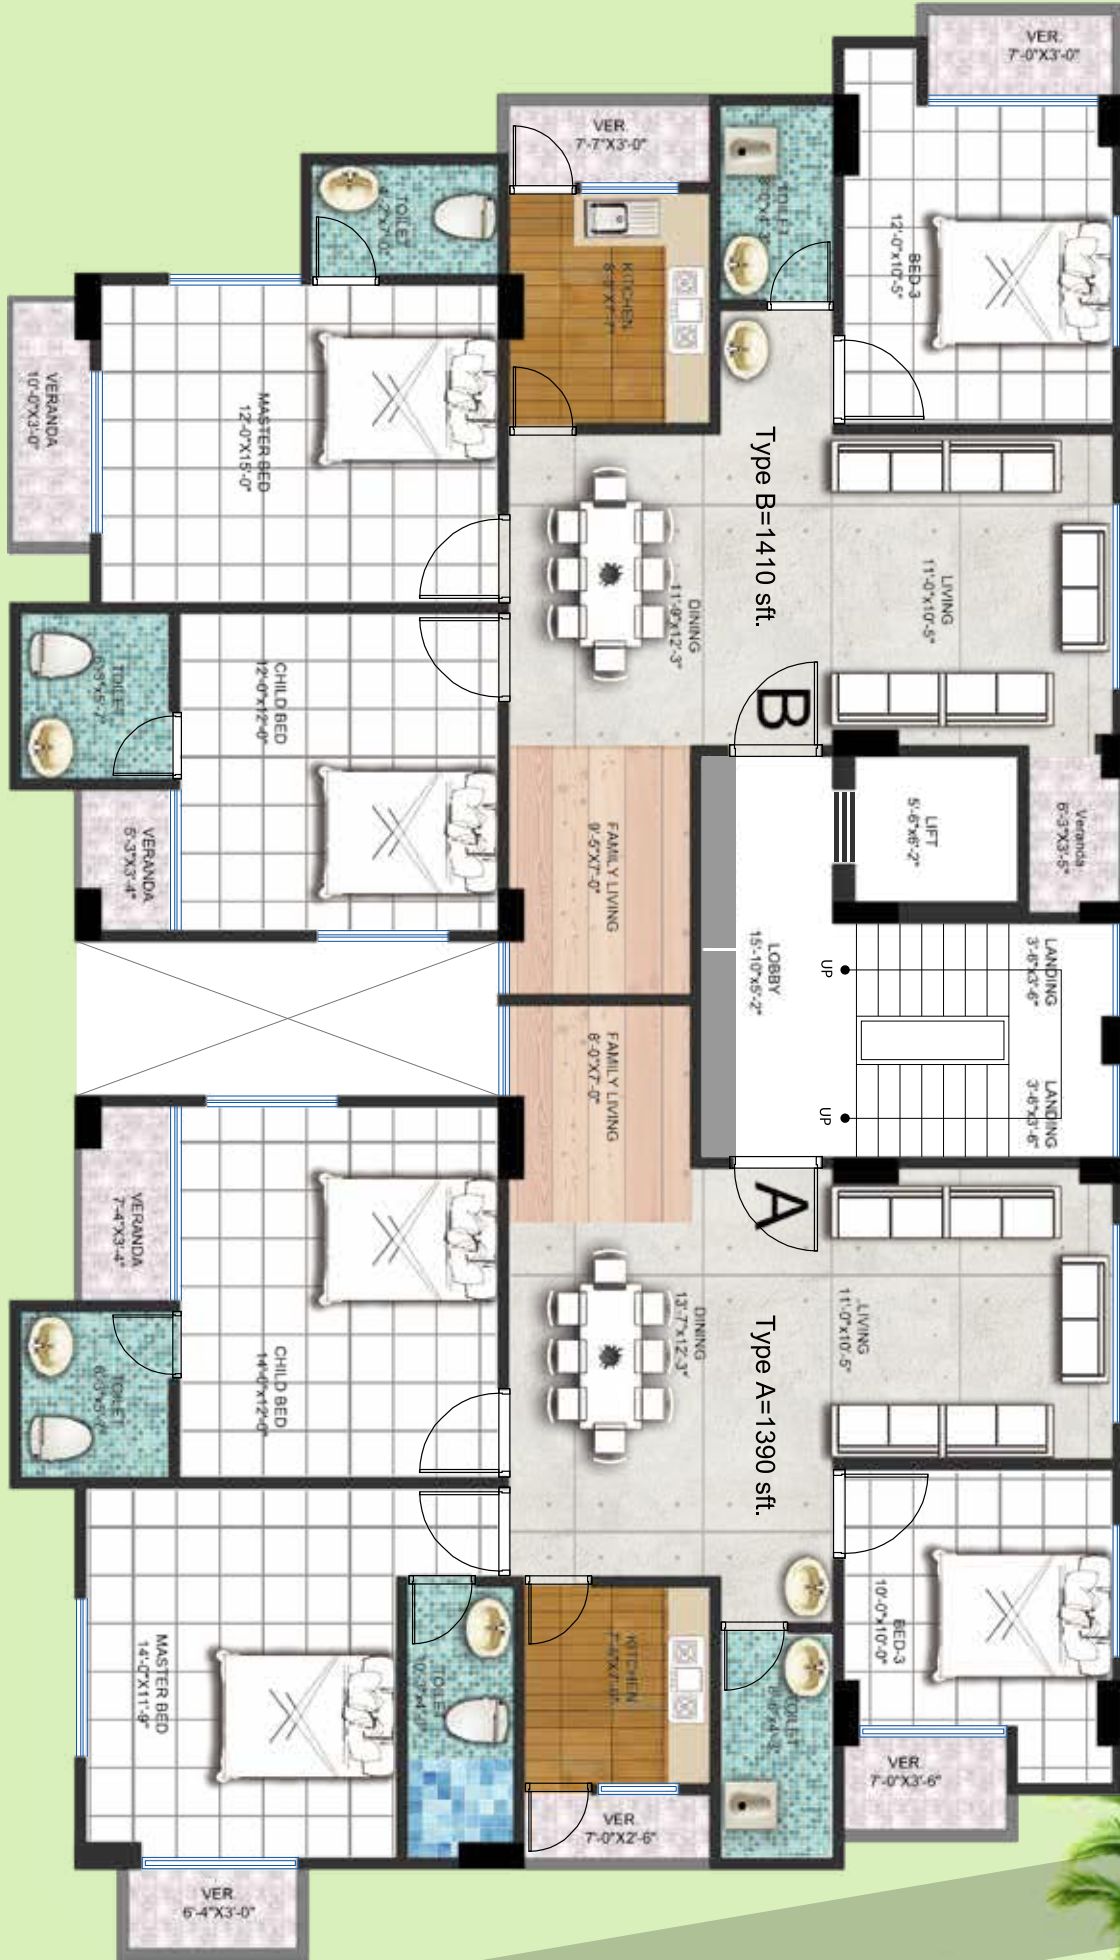 VER.
7'-0"X3'-0"
VER.
7'-7"X3'-0"
TOILET
TOILET
BED-3
12'-0"x10'-5"
KITCHEN
MASTER BED
12'-0"X15'-0"
VERANDA
10'-0"X3'-0"
Type B=1410 sft.
LIVING
11'-0"x10'-5"
DINING
11'-9"x12'-3"
B
TOILET
CHILD BED
12'-0"x12'-0"
VERANDA
5'-3"X3'-4"
FAMILY LIVING
9'-5"X7'-0"
LIFT
5'-6"x6'-2"
Veranda
6'-3"X3'-5"
LOBBY
15'-10"x5'-2"
UP
LANDING
3'-6"x3'-6"
UP
LANDING
3'-6"x3'-6"
FAMILY LIVING
8'-0"X7'-0"
A
VERANDA
7'-4"X3'-4"
DINING
13'-7"x12'-3"
Type A=1390 sft.
LIVING
11'-0"x10'-5"
CHILD BED
14'-0"x12'-0"
TOILET
BED-3
10'-0"x10'-0"
KITCHEN
TOILET
TOILET
MASTER BED
14'-0"X11'-9"
VER.
7'-0"X3'-6"
VER.
7'-0"X2'-6"
VER.
6'-4"X3'-0"